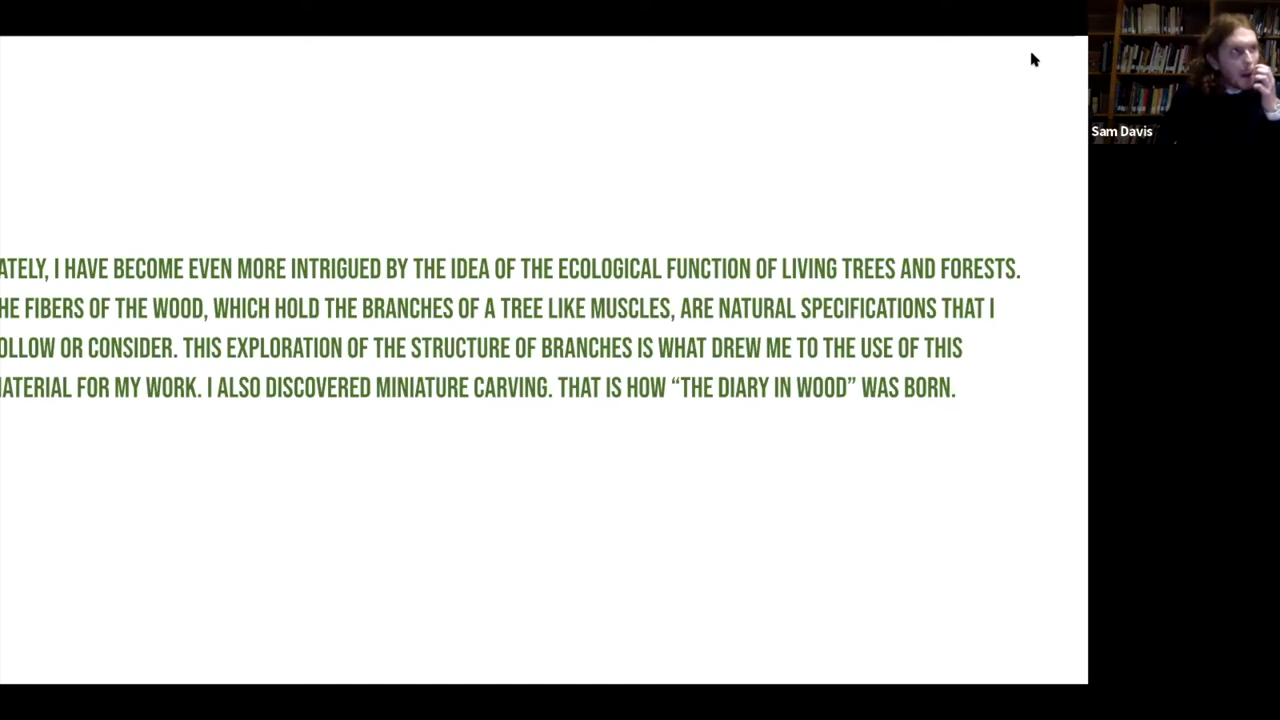 ATELY, I HAVE BECOME EVEN MORE INTRIGUED BY THE IDEA OF THE ECOLOGICAL FUNCTION OF LIVING TREES AND FORESTS.
HE FIBERS OF THE WOOD, WHICH HOLD THE BRANCHES OF A TREE LIKE MUSCLES, ARE NATURAL SPECIFICATIONS THAT I
OLLOW OR CONSIDER. THIS EXPLORATION OF THE STRUCTURE OF BRANCHES IS WHAT DREW ME TO THE USE OF THIS
ATERIAL FOR MY WORK. I ALSO DISCOVERED MINIATURE CARVING. THAT IS HOW “THE DIARY IN WOOD” WAS BORN.
Sam Davis